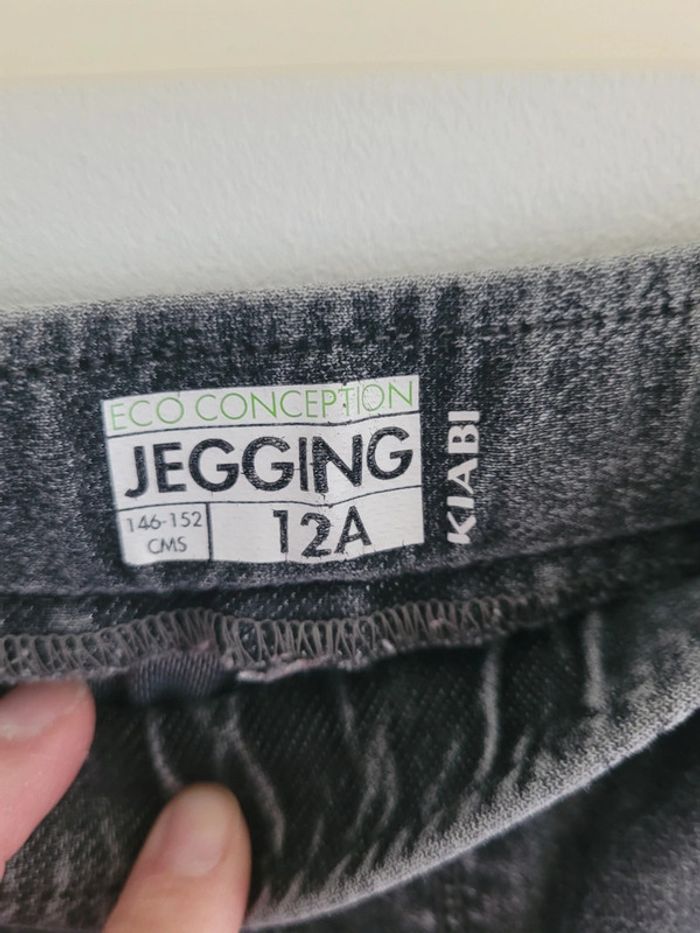 ECO CONCEPTION
JEGGING
146-152
CMS
12A
KIABI